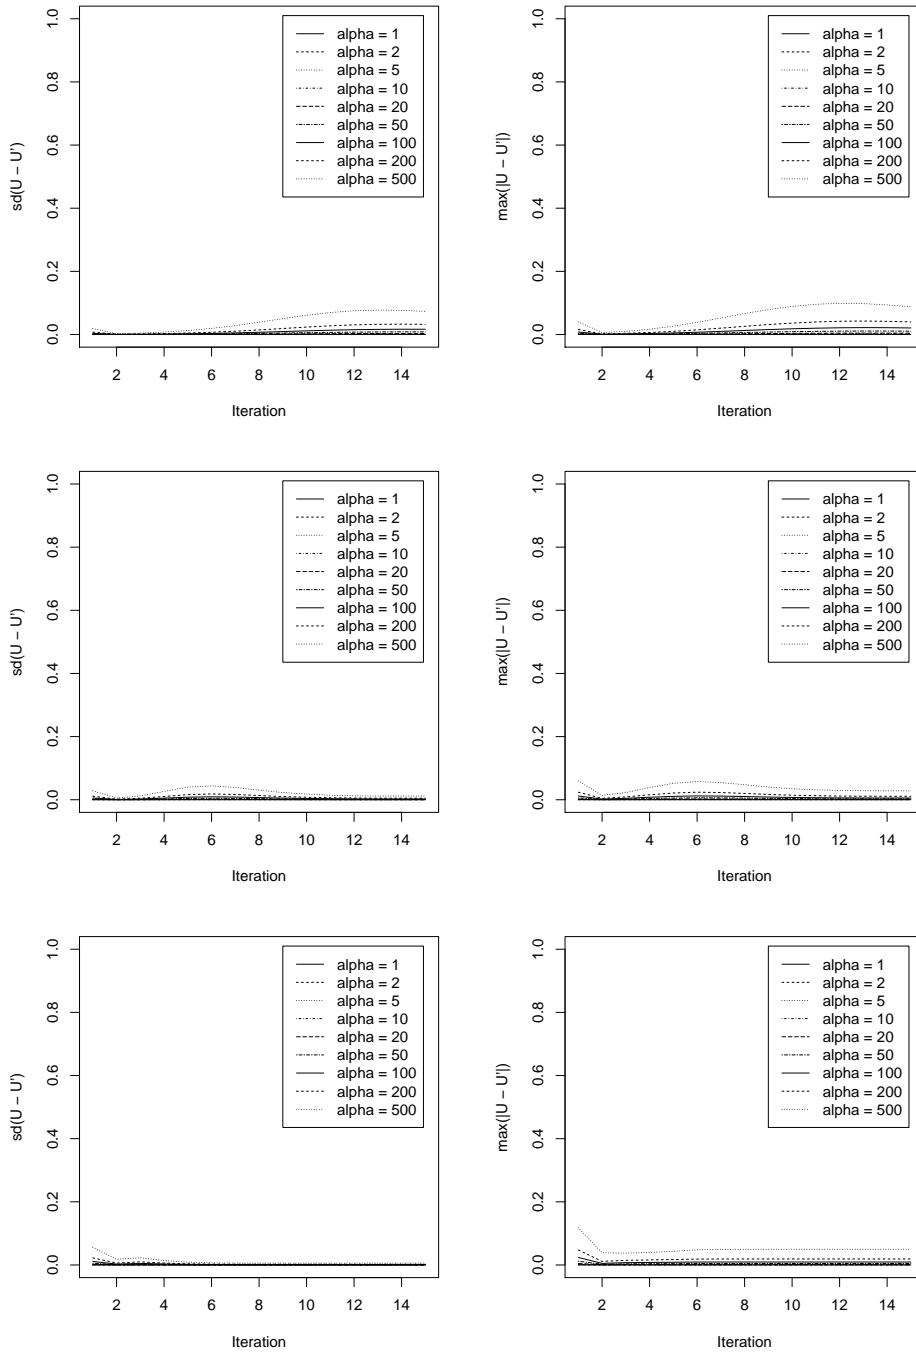 sd(U − U')
0.0 0.2 0.4 0.6 0.8 1.0
alpha = 1
alpha = 2
alpha = 5
alpha = 10
alpha = 20
alpha = 50
alpha = 100
alpha = 200
alpha = 500
2 4 6 8 10 12 14
Iteration
max(|U − U'|)
0.0 0.2 0.4 0.6 0.8 1.0
alpha = 1
alpha = 2
alpha = 5
alpha = 10
alpha = 20
alpha = 50
alpha = 100
alpha = 200
alpha = 500
2 4 6 8 10 12 14
Iteration
sd(U − U')
0.0 0.2 0.4 0.6 0.8 1.0
alpha = 1
alpha = 2
alpha = 5
alpha = 10
alpha = 20
alpha = 50
alpha = 100
alpha = 200
alpha = 500
2 4 6 8 10 12 14
Iteration
max(|U − U'|)
0.0 0.2 0.4 0.6 0.8 1.0
alpha = 1
alpha = 2
alpha = 5
alpha = 10
alpha = 20
alpha = 50
alpha = 100
alpha = 200
alpha = 500
2 4 6 8 10 12 14
Iteration
sd(U − U')
0.0 0.2 0.4 0.6 0.8 1.0
alpha = 1
alpha = 2
alpha = 5
alpha = 10
alpha = 20
alpha = 50
alpha = 100
alpha = 200
alpha = 500
2 4 6 8 10 12 14
Iteration
max(|U − U'|)
0.0 0.2 0.4 0.6 0.8 1.0
alpha = 1
alpha = 2
alpha = 5
alpha = 10
alpha = 20
alpha = 50
alpha = 100
alpha = 200
alpha = 500
2 4 6 8 10 12 14
Iteration